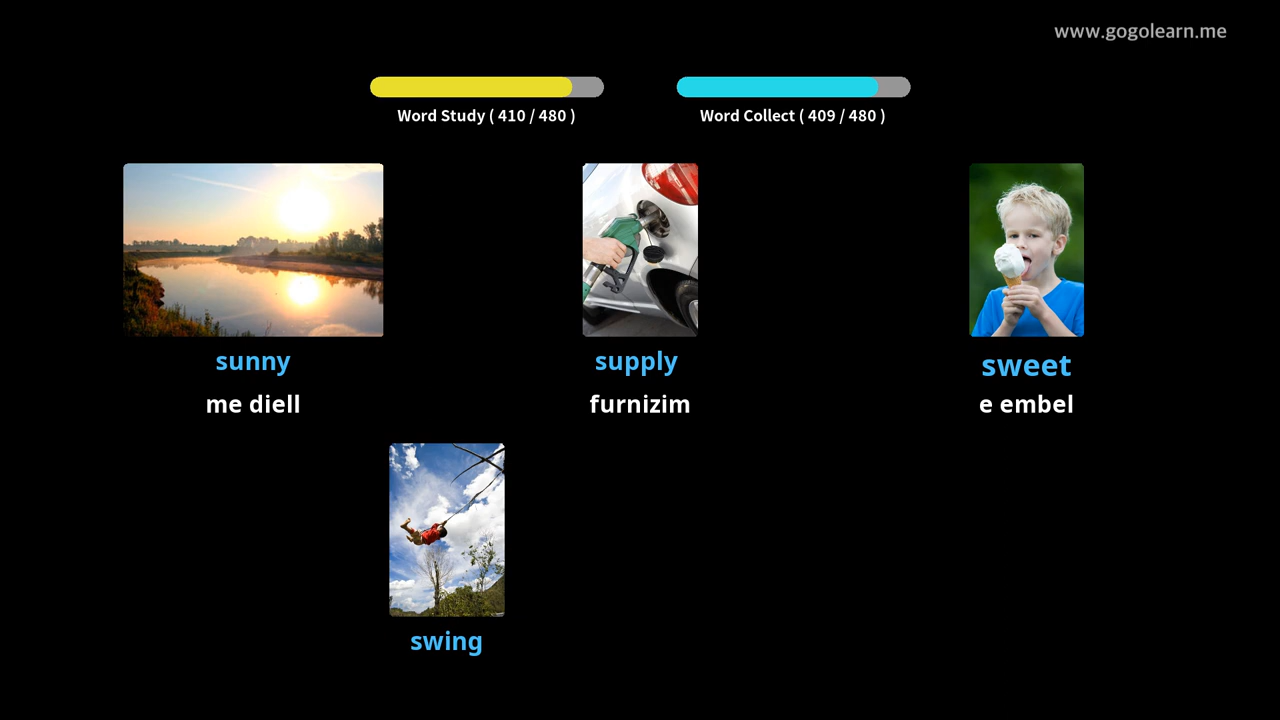 www.gogolearn.me
Word Study ( 410 / 480 )
Word Collect ( 409 / 480 )
sunny
me diell
supply
furnizim
sweet
e embel
swing